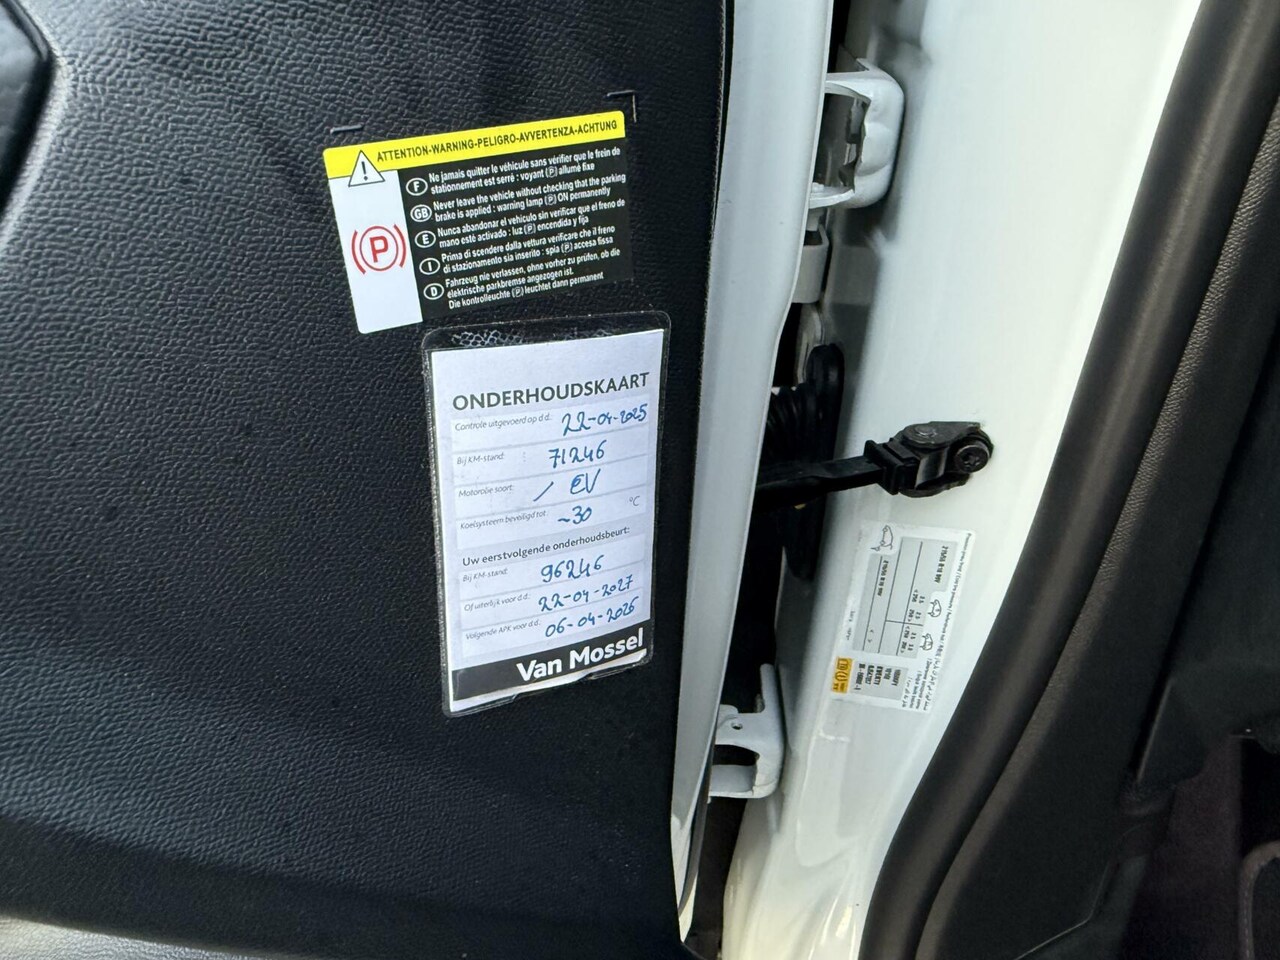 ATTENTION-WARNING-PELIGRO-AVVERTENZA-ACHTUNG
F Ne jamais quitter le véhicule sans vérifier que le frein de
stationnement est serré : voyant (P) allumé fixe
GB Never leave the vehicle without checking that the parking
brake is applied : warning lamp (P) ON permanently
E Nunca abandonar el vehiculo sin verificar que el freno de
mano esté activado : luz (P) encendida y fija
I Prima di scendere dalla vettura verificare che il freno
di stazionamento sia inserito : spia (P) accesa fissa
D Fahrzeug nie verlassen, ohne vorher zu prüfen, ob die
elektrische parkbremse angezogen ist.
Die kontrolleuchte (P) leuchtet dann permanent
(P)
ONDERHOUDSKAART
Controle uitgevoerd op d.d.: 22-04-2025
Bij KM-stand: 71246
Motorolie soort: / EV
Koelsysteem beveiligd tot: -30 °C
Uw eerstvolgende onderhoudsbeurt:
Bij KM-stand: 96246
Of uiterlijk voor d.d.: 22-04-2027
Volgende APK voor d.d.: 06-04-2026
Van Mossel